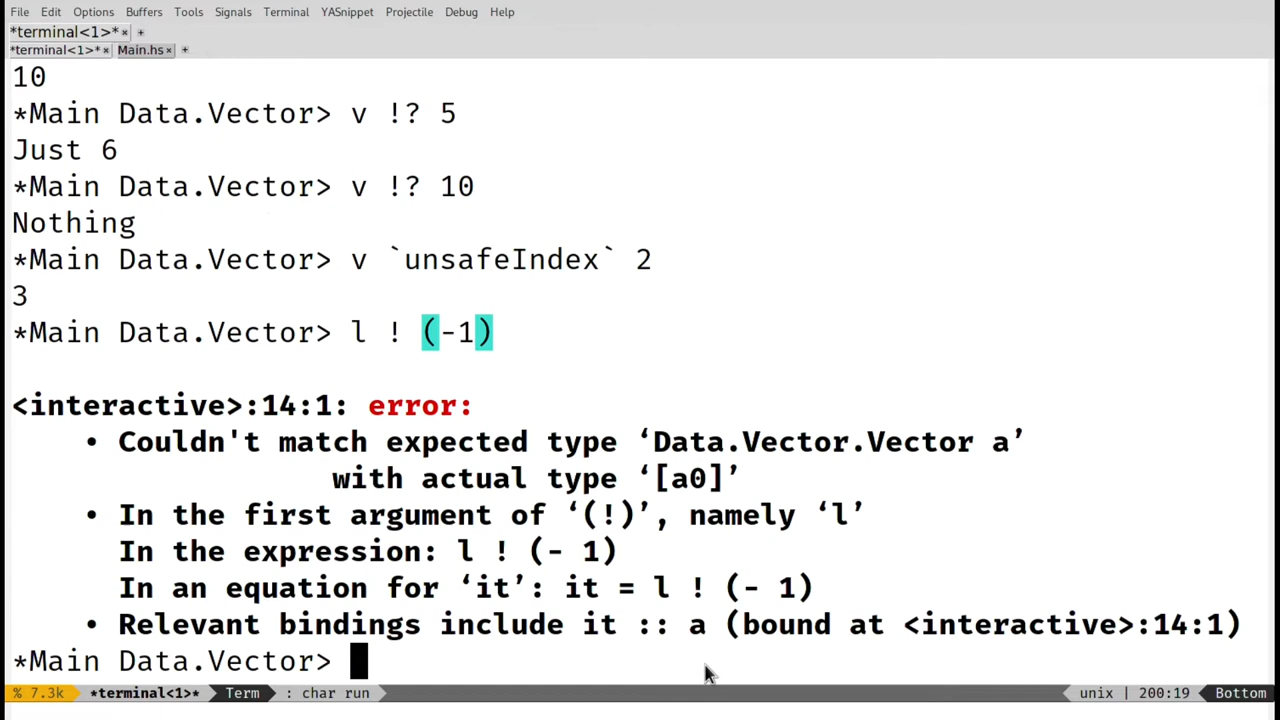 File Edit Options Buffers Tools Signals Terminal YASnippet Projectile Debug Help
*terminal<1>*× +
*terminal<1>*× Main.hs× +
10
*Main Data.Vector> v !? 5
Just 6
*Main Data.Vector> v !? 10
Nothing
*Main Data.Vector> v `unsafeIndex` 2
3
*Main Data.Vector> l ! (-1)
<interactive>:14:1: error:
• Couldn't match expected type ‘Data.Vector.Vector a’
with actual type ‘[a0]’
• In the first argument of ‘(!)’, namely ‘l’
In the expression: l ! (- 1)
In an equation for ‘it’: it = l ! (- 1)
• Relevant bindings include it :: a (bound at <interactive>:14:1)
*Main Data.Vector>
% 7.3k *terminal<1>* Term : char run unix | 200:19 Bottom